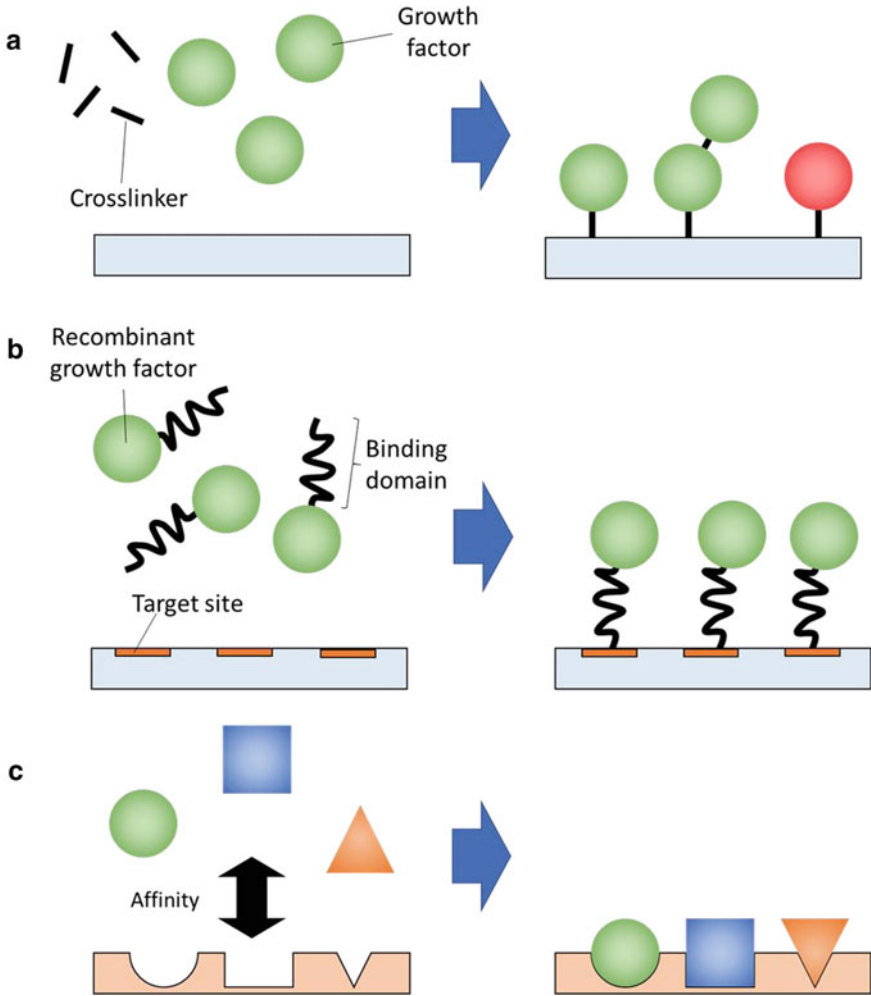 a
Growth
factor
Crosslinker
b
Recombinant
growth factor
Binding
domain
Target site
c
Affinity